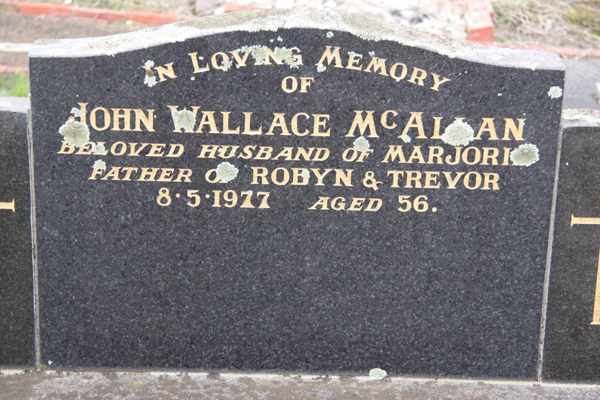 In Loving Memory
of
John Wallace McAllan
Beloved husband of Marjorie
Father of Robyn & Trevor
8·5·1977 Aged 56.